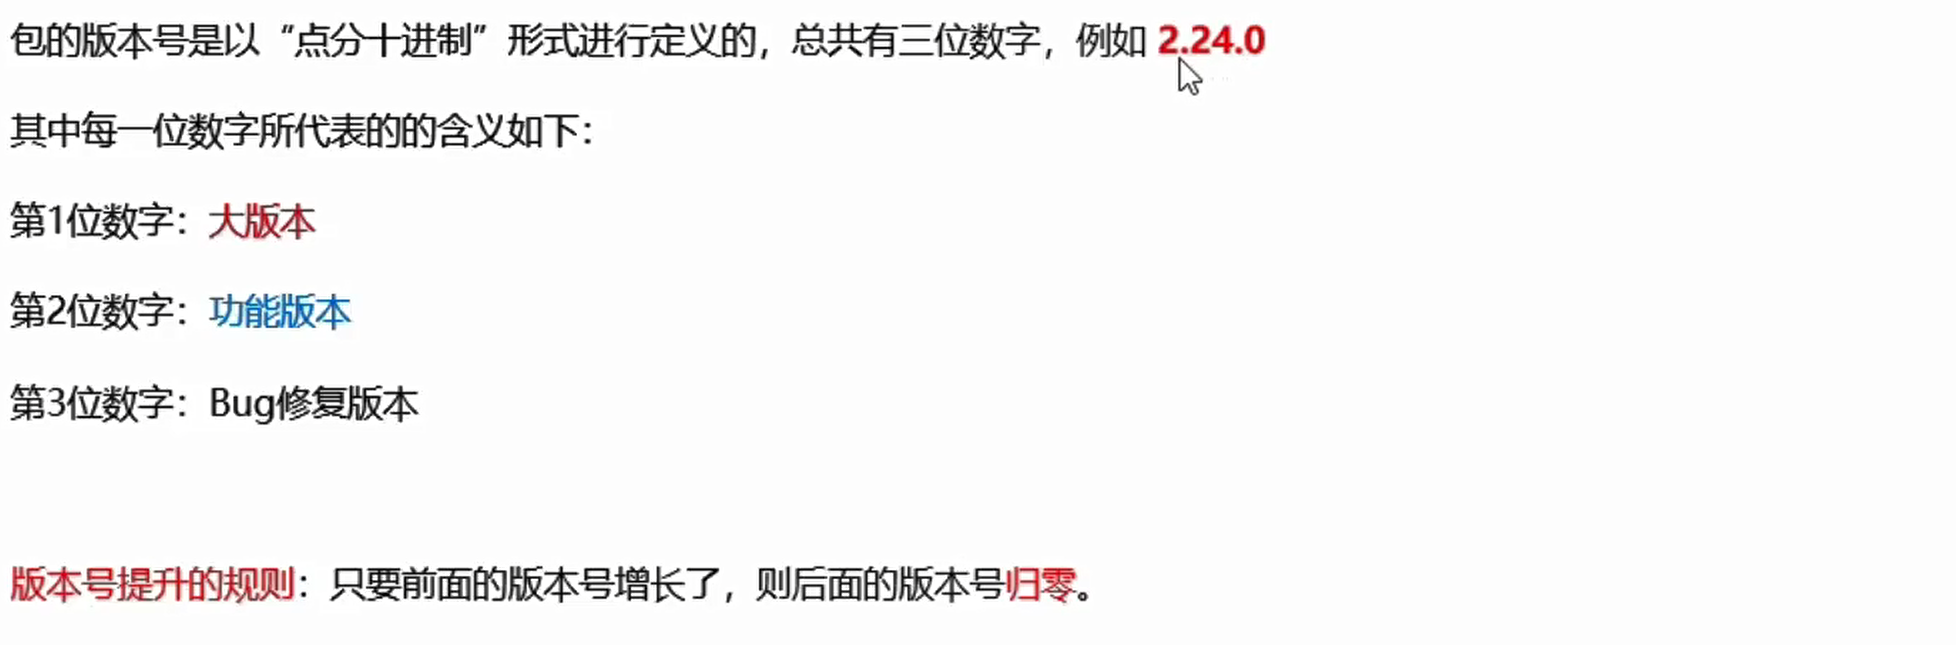 包的版本号是以“点分十进制”形式进行定义的，总共有三位数字，例如 2.24.0
其中每一位数字所代表的的含义如下：
第1位数字：大版本
第2位数字：功能版本
第3位数字：Bug修复版本
版本号提升的规则：只要前面的版本号增长了，则后面的版本号归零。